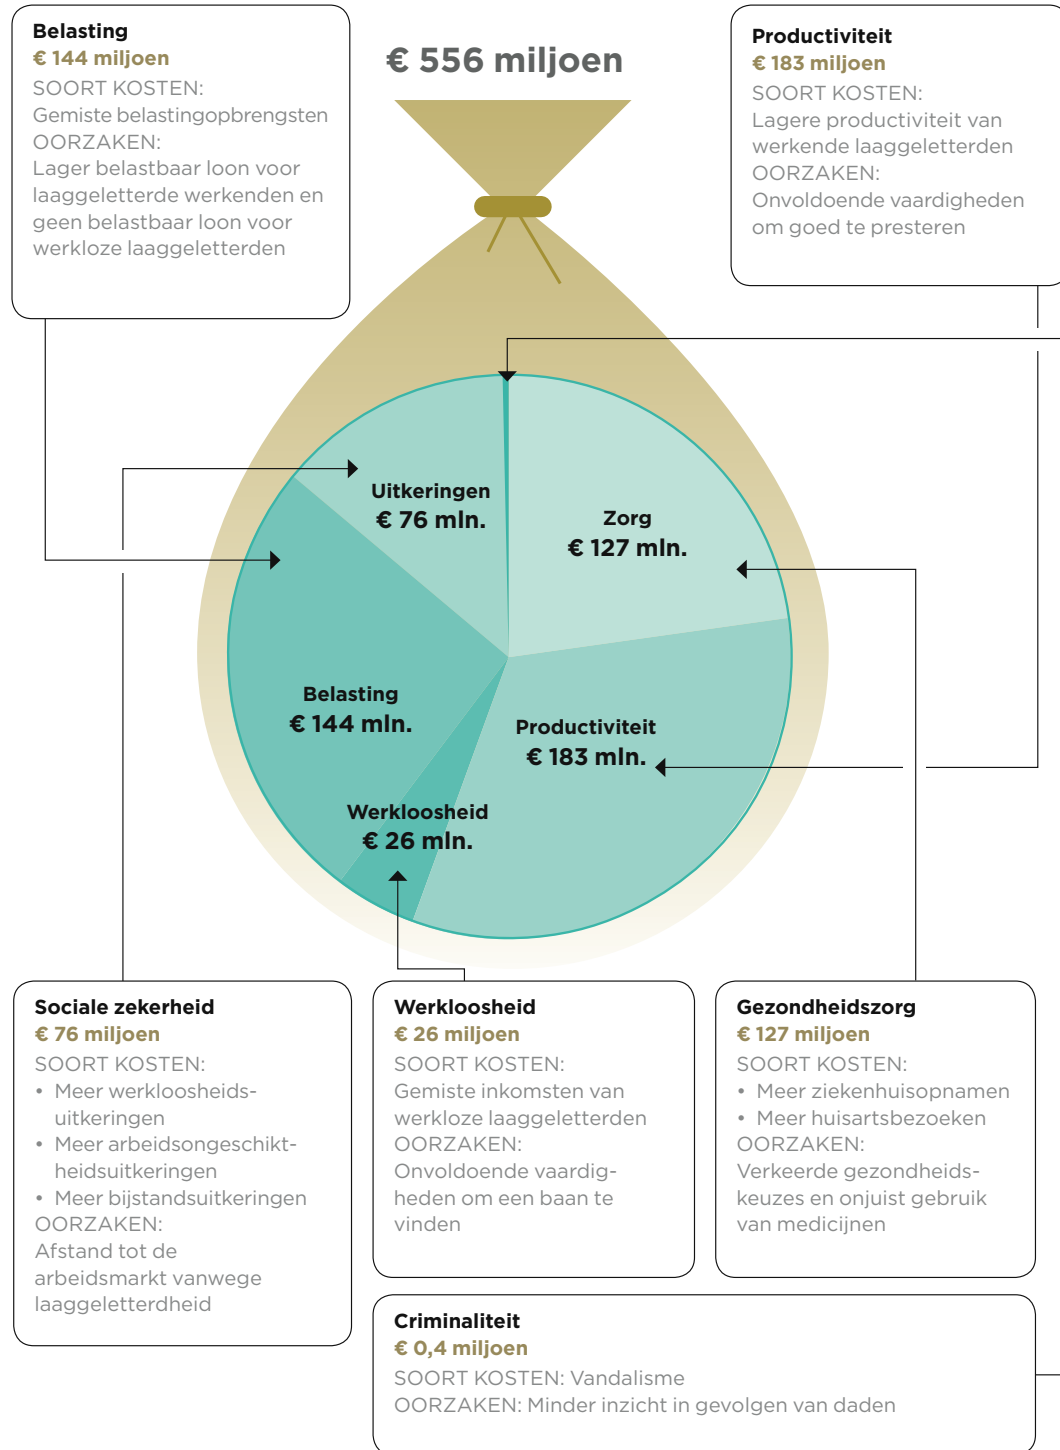 Belasting
€ 144 miljoen
SOORT KOSTEN:
Gemiste belastingopbrengsten
OORZAKEN:
Lager belastbaar loon voor
laaggeletterde werkenden en
geen belastbaar loon voor
werkloze laaggeletterden
€ 556 miljoen
Productiviteit
€ 183 miljoen
SOORT KOSTEN:
Lagere productiviteit van
werkende laaggeletterden
OORZAKEN:
Onvoldoende vaardigheden
om goed te presteren
Uitkeringen
€ 76 mln.
Zorg
€ 127 mln.
Belasting
€ 144 mln.
Productiviteit
€ 183 mln.
Werkloosheid
€ 26 mln.
Sociale zekerheid
€ 76 miljoen
SOORT KOSTEN:
• Meer werkloosheids-
uitkeringen
• Meer arbeidsongeschikt-
heidsuitkeringen
• Meer bijstandsuitkeringen
OORZAKEN:
Afstand tot de
arbeidsmarkt vanwege
laaggeletterdheid
Werkloosheid
€ 26 miljoen
SOORT KOSTEN:
Gemiste inkomsten van
werkloze laaggeletterden
OORZAKEN:
Onvoldoende vaardig-
heden om een baan te
vinden
Gezondheidszorg
€ 127 miljoen
SOORT KOSTEN:
• Meer ziekenhuisopnamen
• Meer huisartsbezoeken
OORZAKEN:
Verkeerde gezondheids-
keuzes en onjuist gebruik
van medicijnen
Criminaliteit
€ 0,4 miljoen
SOORT KOSTEN: Vandalisme
OORZAKEN: Minder inzicht in gevolgen van daden